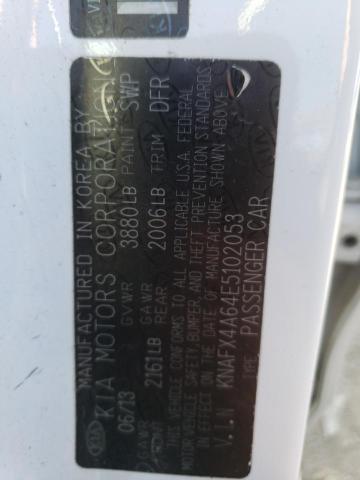 MANUFACTURED IN KOREA BY
KIA KIA MOTORS CORPORATION
06/13 GVWR 3880LB PAINT SWP
GAWR FRONT 2161LB GAWR REAR 2006LB TRIM DFR
THIS VEHICLE CONFORMS TO ALL APPLICABLE U.S.A. FEDERAL
MOTOR VEHICLE SAFETY, BUMPER, AND THEFT PREVENTION STANDARDS
IN EFFECT ON THE DATE OF MANUFACTURE SHOWN ABOVE
V.I.N KNAFX4A64E5102053
TYPE: PASSENGER CAR